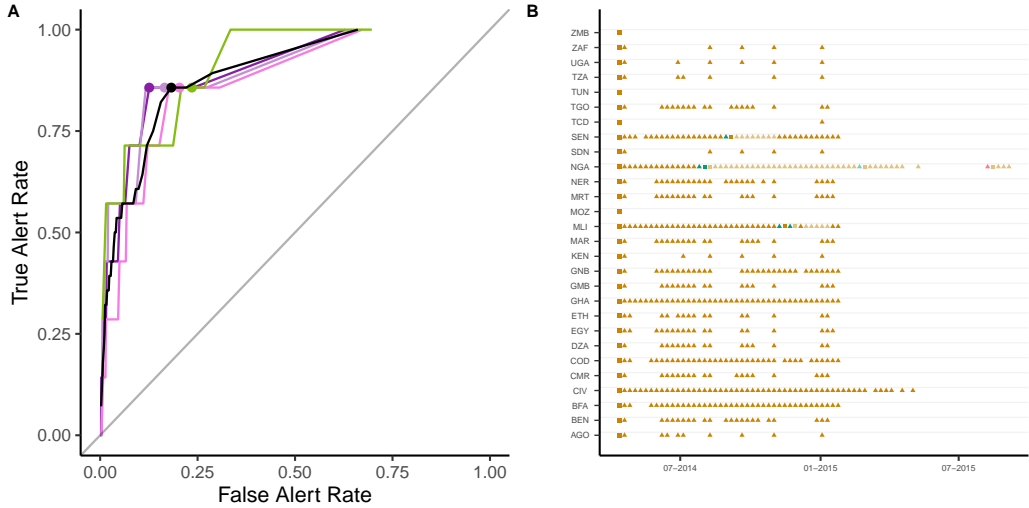 A
1.00
0.75
0.50
0.25
0.00
True Alert Rate
0.00 0.25 0.50 0.75 1.00
False Alert Rate
B
ZMB
ZAF
UGA
TZA
TUN
TGO
TCD
SEN
SDN
NGA
NER
MRT
MOZ
MLI
MAR
KEN
GNB
GMB
GHA
ETH
EGY
DZA
COD
CMR
CIV
BFA
BEN
AGO
07−2014 01−2015 07−2015